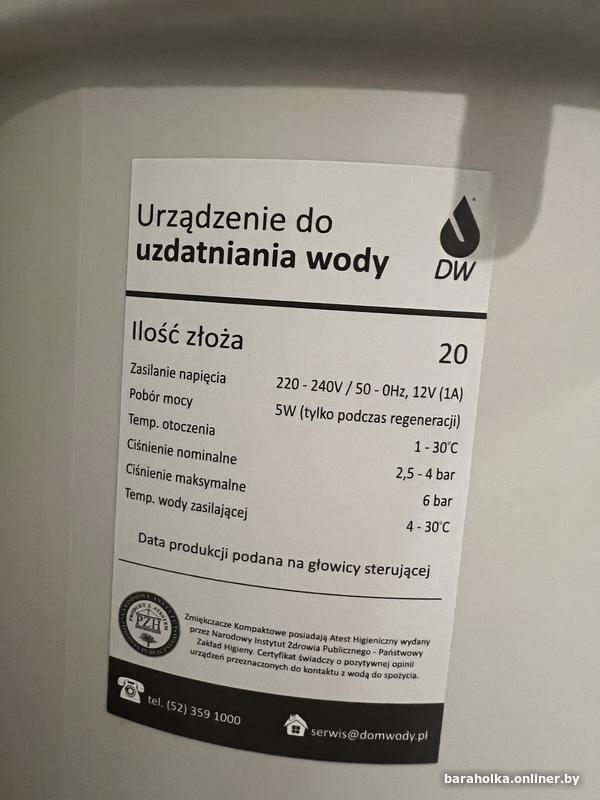 Urządzenie do
uzdatniania wody
DW
Ilość złoża 20
Zasilanie napięcia 220 - 240V / 50 - 0Hz, 12V (1A)
Pobór mocy 5W (tylko podczas regeneracji)
Temp. otoczenia 1 - 30°C
Ciśnienie nominalne 2,5 - 4 bar
Ciśnienie maksymalne 6 bar
Temp. wody zasilającej 4 - 30°C
Data produkcji podana na głowicy sterującej
PRODUKT Z ATESTEM
PZH
Zmiękczacze Kompaktowe posiadają Atest Higieniczny wydany
przez Narodowy Instytut Zdrowia Publicznego - Państwowy
Zakład Higieny. Certyfikat świadczy o pozytywnej opinii
urządzeń przeznaczonych do kontaktu z wodą do spożycia.
tel. (52) 359 1000
serwis@domwody.pl
baraholka.onliner.by